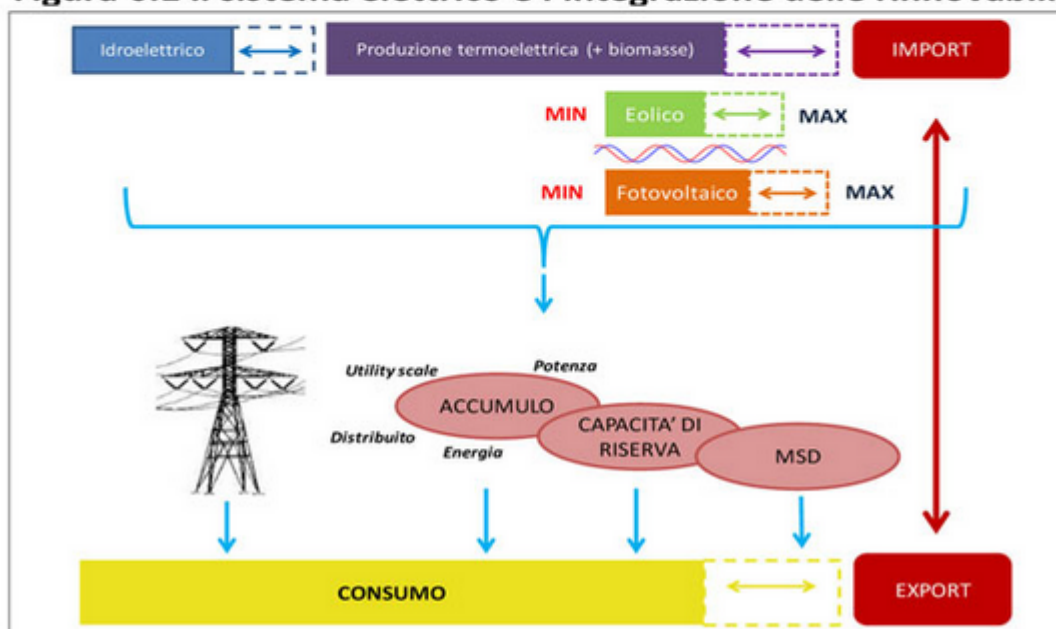 Idroelettrico
Produzione termoelettrica (+ biomasse)
IMPORT
MIN
Eolico
MAX
MIN
Fotovoltaico
MAX
Utility scale
Potenza
ACCUMULO
Distribuito
Energia
CAPACITA' DI
RISERVA
MSD
CONSUMO
EXPORT